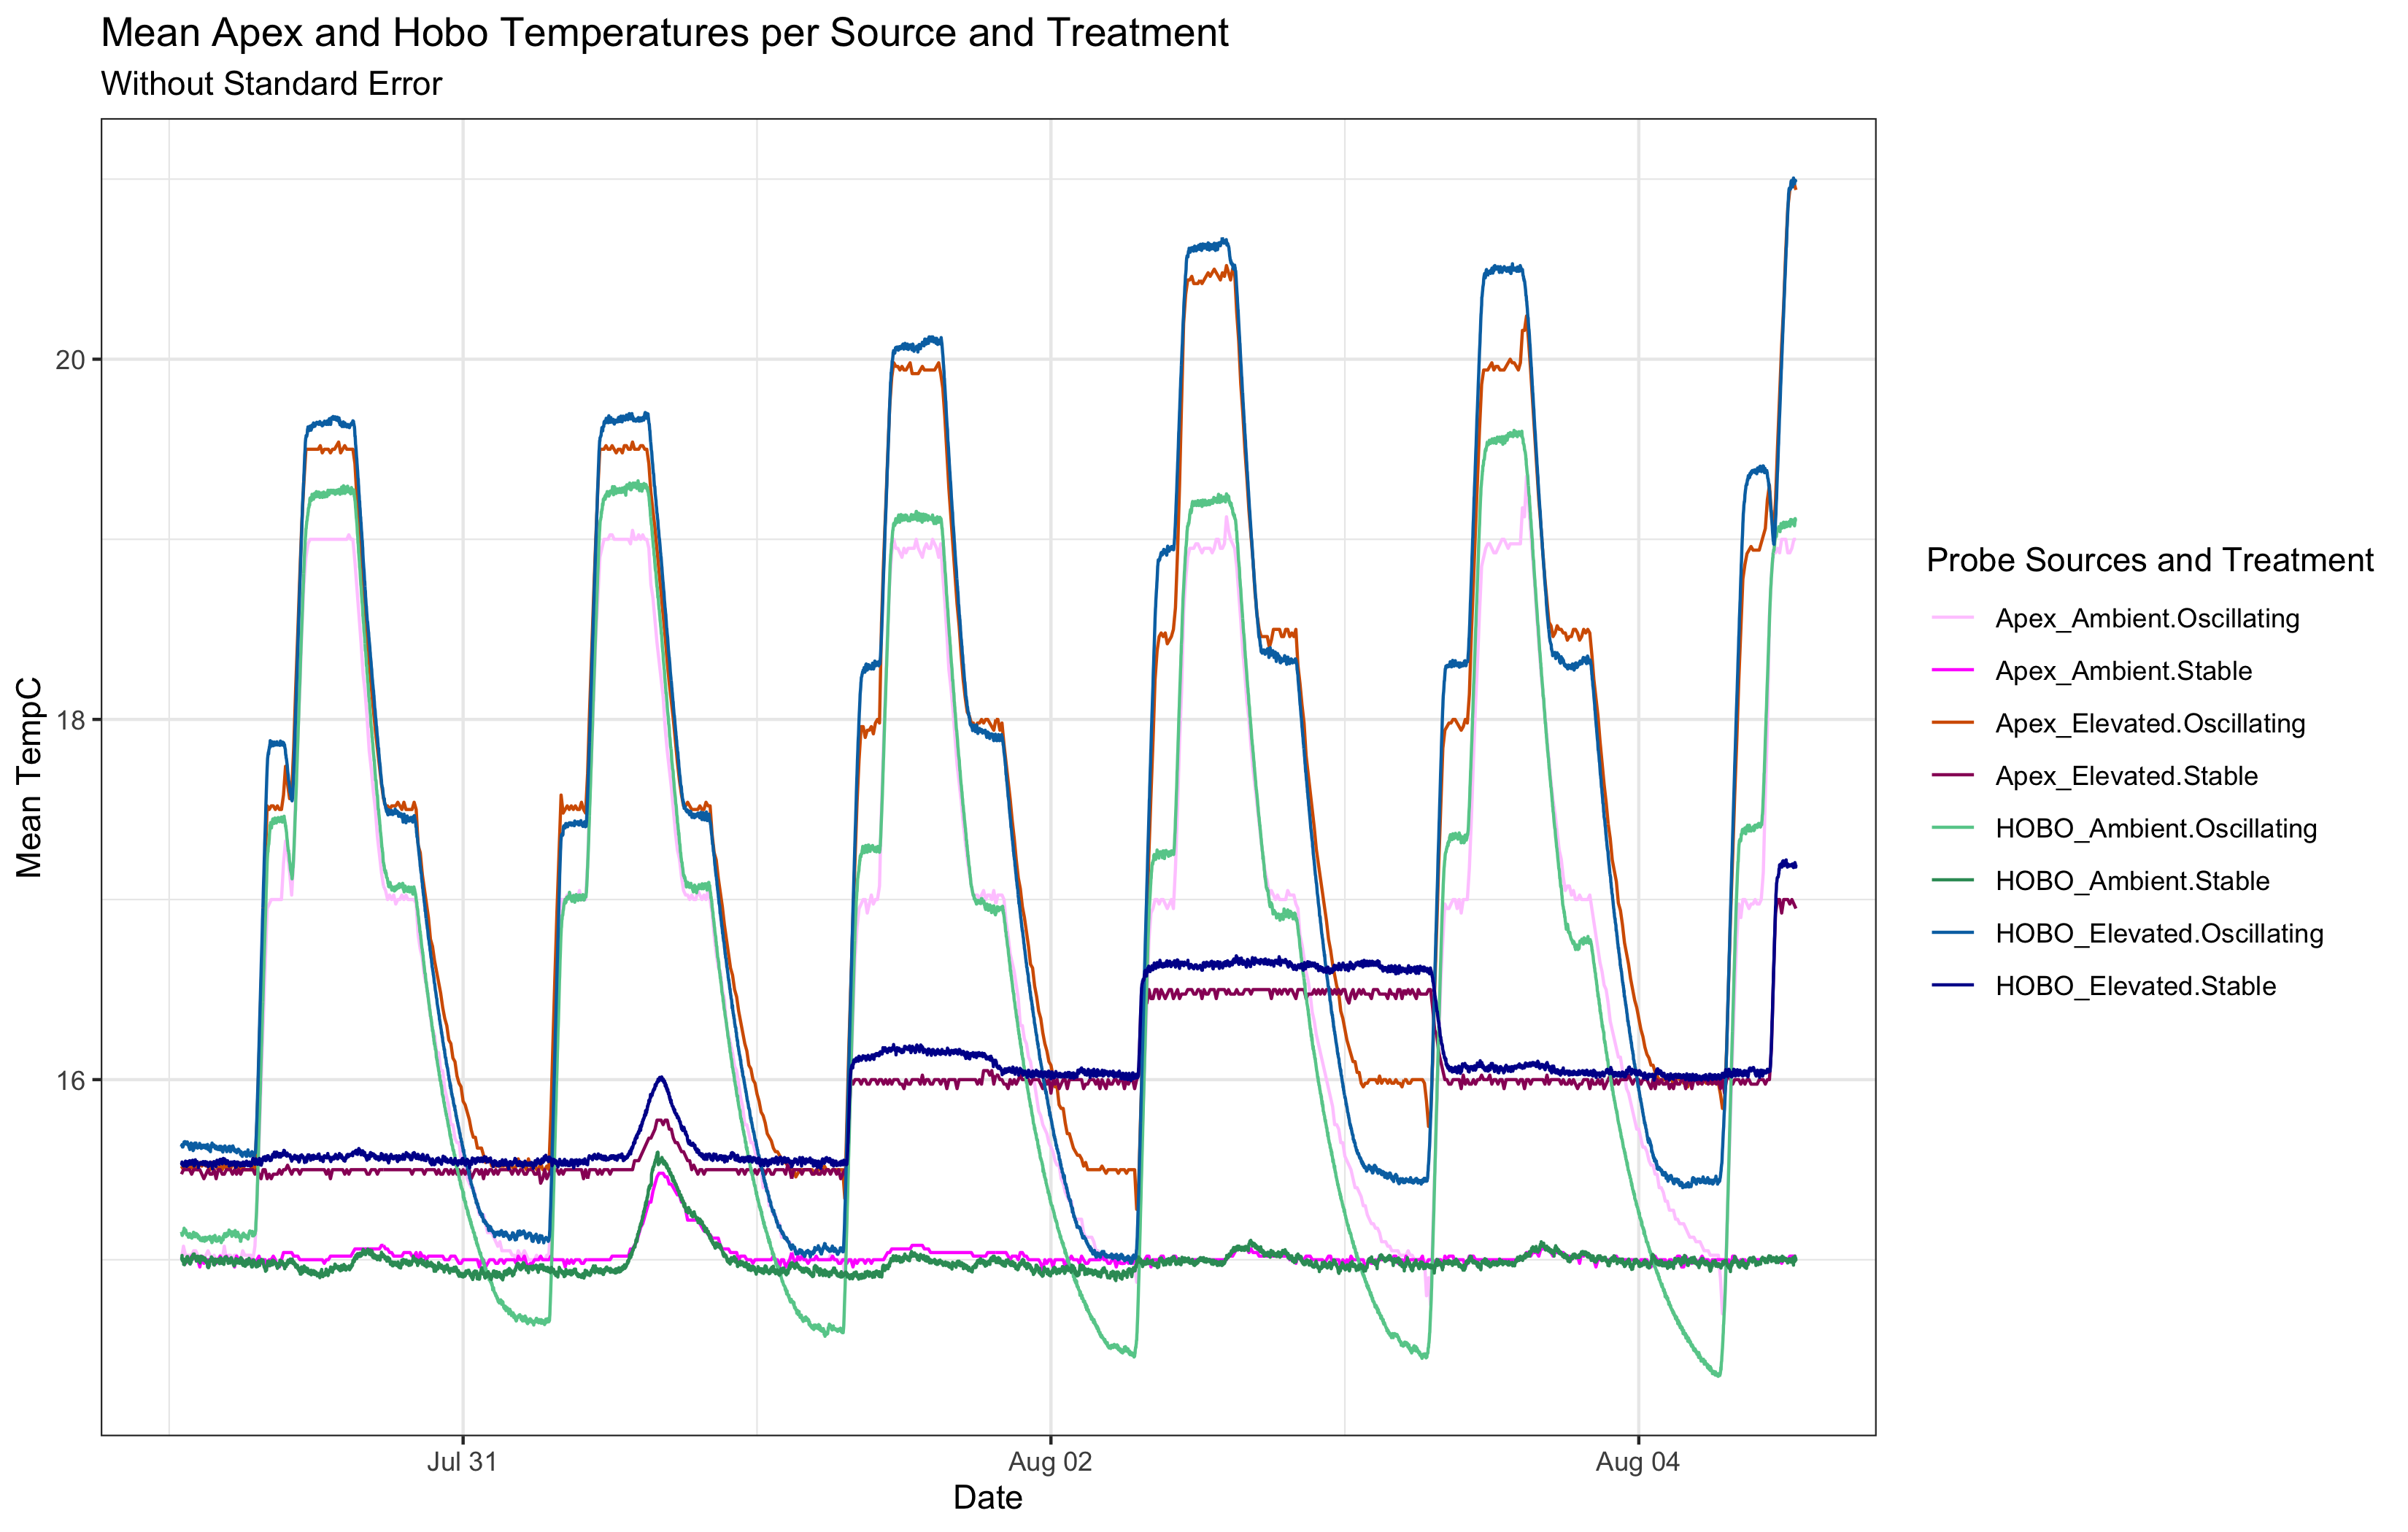 Mean Apex and Hobo Temperatures per Source and Treatment
Without Standard Error
Mean TempC
20
18
16
Jul 31
Aug 02
Aug 04
Date
Probe Sources and Treatment
Apex_Ambient.Oscillating
Apex_Ambient.Stable
Apex_Elevated.Oscillating
Apex_Elevated.Stable
HOBO_Ambient.Oscillating
HOBO_Ambient.Stable
HOBO_Elevated.Oscillating
HOBO_Elevated.Stable